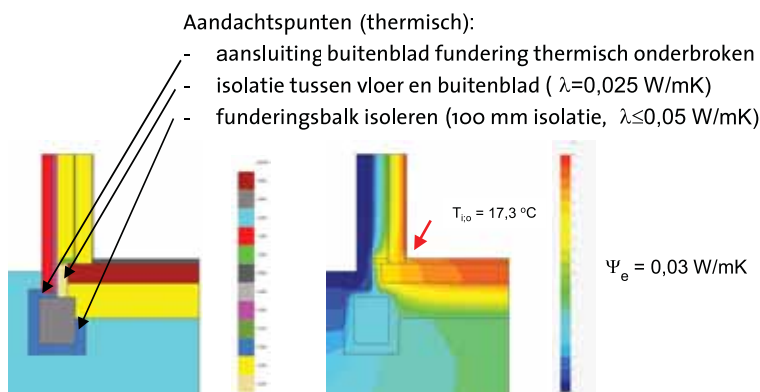 Aandachtspunten (thermisch):
- aansluiting buitenblad fundering thermisch onderbroken
- isolatie tussen vloer en buitenblad ( λ=0,025 W/mK)
- funderingsbalk isoleren (100 mm isolatie, λ≤0,05 W/mK)
Ti;o = 17,3 ºC
Ψe = 0,03 W/mK